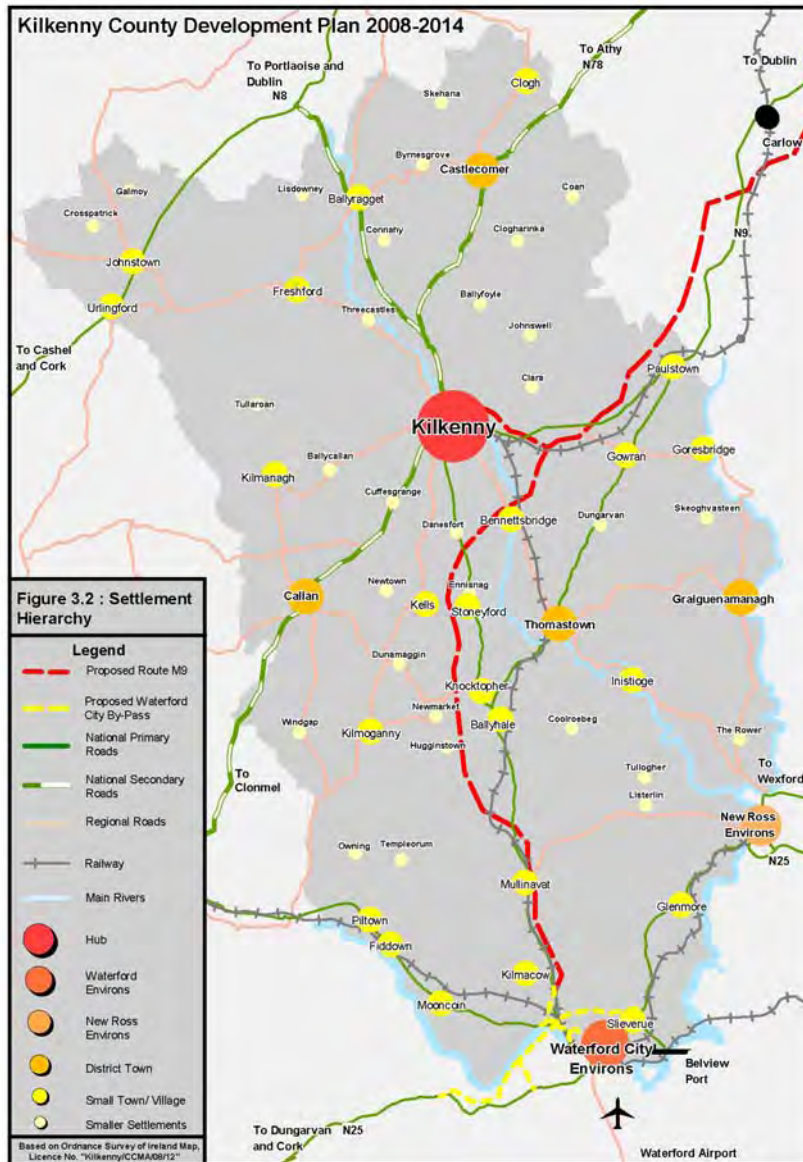 Kilkenny County Development Plan 2008-2014
To Athy
N78
To Portlaoise and
Dublin
N8
To Dublin
Clogh
Skehana
Carlow
Byrnesgrove
Castlecomer
Galmoy
Lisdowney
Ballyragget
Coan
Crosspatrick
Connahy
Clogharinka
N9
Johnstown
Freshford
Urlingford
Threecastles
Ballyfoyle
Johnswell
To Cashel
and Cork
Paulstown
Clara
Tullaroan
Kilkenny
Goresbridge
Gowran
Ballycallan
Kilmanagh
Cuffesgrange
Skeoghvasteen
Danesfort
Bennettsbridge
Dungarvan
Figure 3.2 : Settlement
Hierarchy
Callan
Newtown
Ennisnag
Kells
Stoneyford
Graiguenamanagh
Thomastown
Dunamaggin
Inistioge
Knocktopher
Newmarket
Ballyhale
Windgap
Kilmoganny
Hugginstown
Coolroebeg
The Rower
Tullogher
Listerlin
To
Wexford
To
Clonmel
New Ross
Environs
N25
Owning
Templeorum
Mullinavat
Glenmore
Piltown
Fiddown
Kilmacow
Mooncoin
Slieverue
Waterford City
Environs
Belview
Port
To Dungarvan N25
and Cork
Waterford Airport
Legend
Proposed Route M9
Proposed Waterford
City By-Pass
National Primary
Roads
National Secondary
Roads
Regional Roads
Railway
Main Rivers
Hub
Waterford
Environs
New Ross
Environs
District Town
Small Town/ Village
Smaller Settlements
Based on Ordnance Survey of Ireland Map,
Licence No. "Kilkenny/CCMA/08/12"